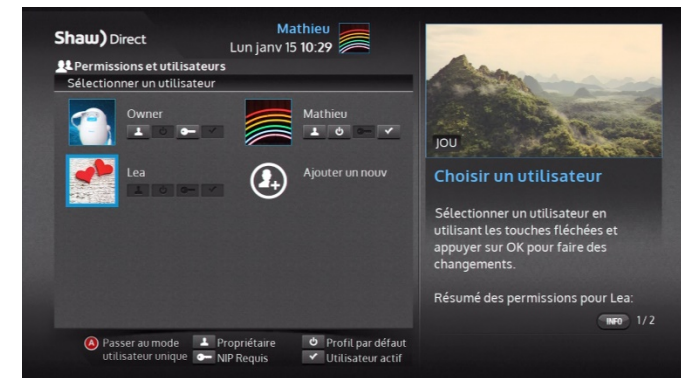 Shaw) Direct
Mathieu
Lun janv 15 10:29
Permissions et utilisateurs
Sélectionner un utilisateur
Owner
Mathieu
Lea
Ajouter un nouv
A Passer au mode utilisateur unique
Propriétaire
NIP Requis
Profil par défaut
Utilisateur actif
JOU
Choisir un utilisateur
Sélectionner un utilisateur en
utilisant les touches fléchées et
appuyer sur OK pour faire des
changements.
Résumé des permissions pour Lea:
INFO 1/2